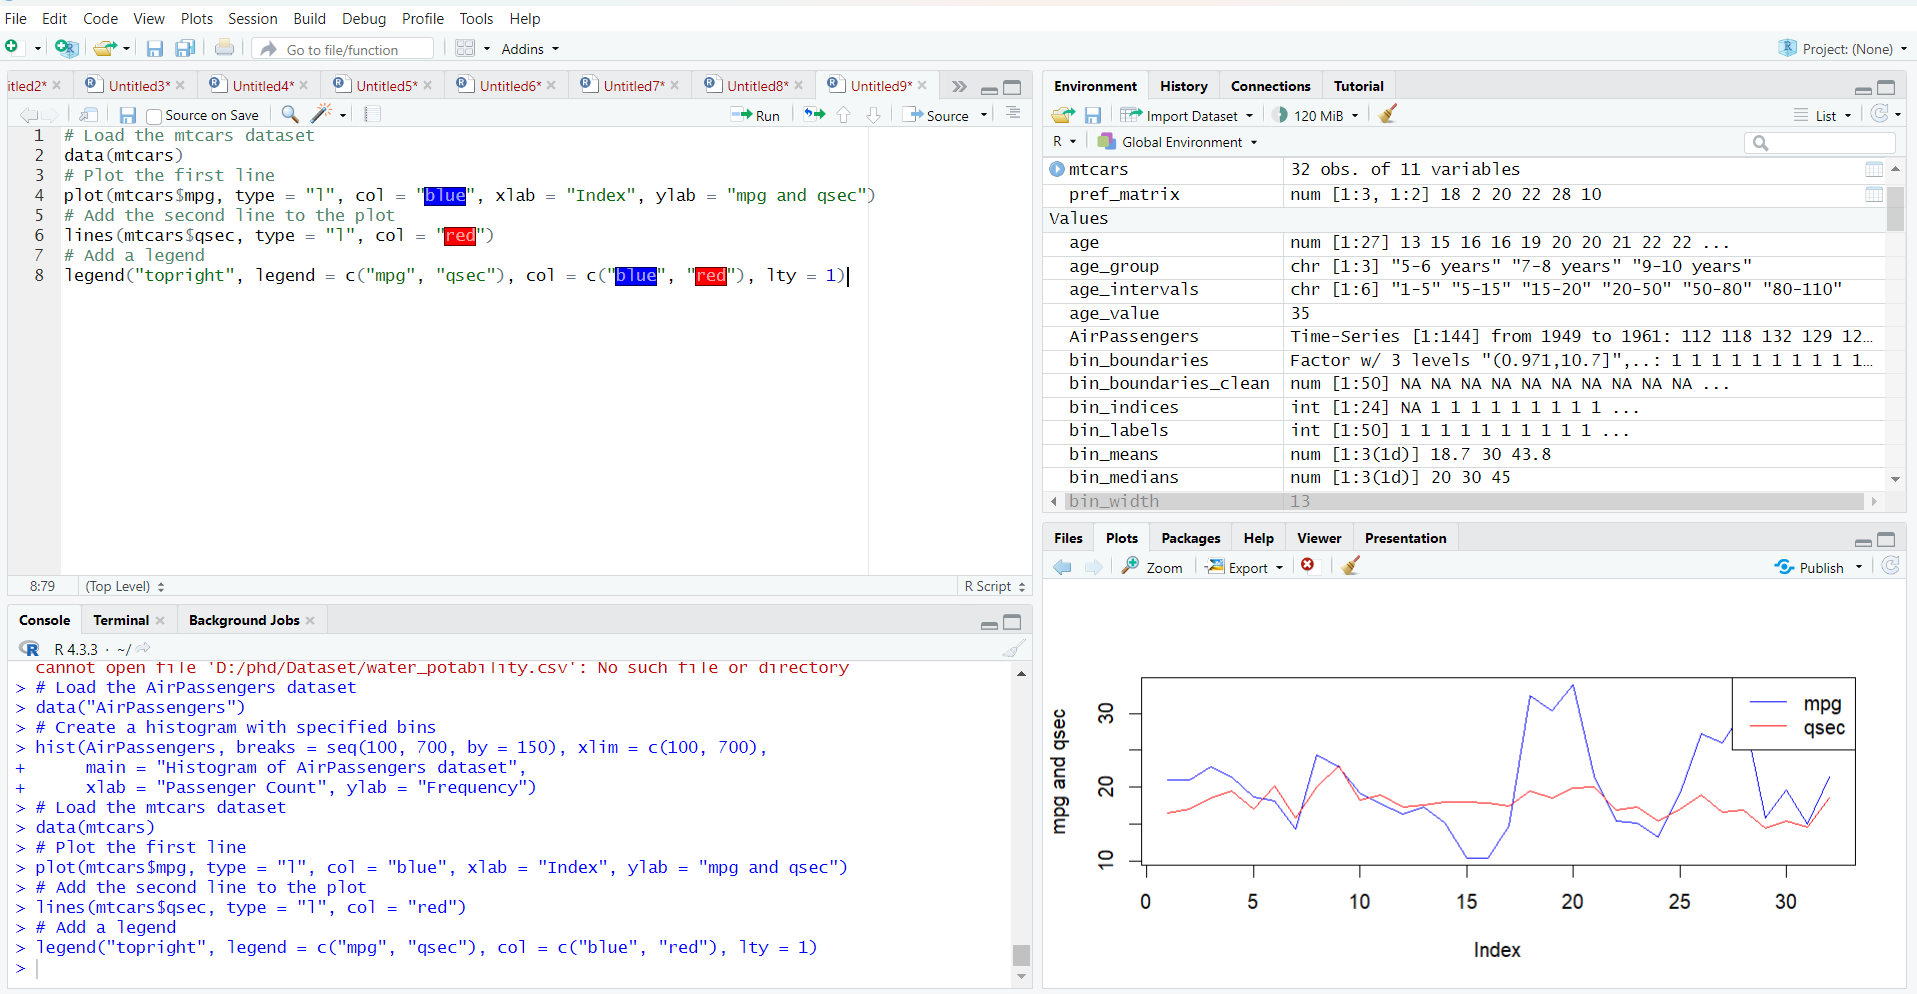 File Edit Code View Plots Session Build Debug Profile Tools Help
Go to file/function Addins Project: (None)
itled2* Untitled3* Untitled4* Untitled5* Untitled6* Untitled7* Untitled8* Untitled9*
Source on Save Run Source
1 # Load the mtcars dataset
2 data(mtcars)
3 # Plot the first line
4 plot(mtcars$mpg, type = "l", col = "blue", xlab = "Index", ylab = "mpg and qsec")
5 # Add the second line to the plot
6 lines(mtcars$qsec, type = "l", col = "red")
7 # Add a legend
8 legend("topright", legend = c("mpg", "qsec"), col = c("blue", "red"), lty = 1)
8:79 (Top Level) R Script
Console Terminal Background Jobs
R R 4.3.3 · ~/
cannot open file 'D:/phd/Dataset/water_potability.csv': No such file or directory
> # Load the AirPassengers dataset
> data("AirPassengers")
> # Create a histogram with specified bins
> hist(AirPassengers, breaks = seq(100, 700, by = 150), xlim = c(100, 700),
+      main = "Histogram of AirPassengers dataset",
+      xlab = "Passenger Count", ylab = "Frequency")
> # Load the mtcars dataset
> data(mtcars)
> # Plot the first line
> plot(mtcars$mpg, type = "l", col = "blue", xlab = "Index", ylab = "mpg and qsec")
> # Add the second line to the plot
> lines(mtcars$qsec, type = "l", col = "red")
> # Add a legend
> legend("topright", legend = c("mpg", "qsec"), col = c("blue", "red"), lty = 1)
>
Environment History Connections Tutorial
Import Dataset 120 MiB List
R Global Environment
mtcars 32 obs. of 11 variables
pref_matrix num [1:3, 1:2] 18 2 20 22 28 10
Values
age num [1:27] 13 15 16 16 19 20 20 21 22 22 ...
age_group chr [1:3] "5-6 years" "7-8 years" "9-10 years"
age_intervals chr [1:6] "1-5" "5-15" "15-20" "20-50" "50-80" "80-110"
age_value 35
AirPassengers Time-Series [1:144] from 1949 to 1961: 112 118 132 129 12…
bin_boundaries Factor w/ 3 levels "(0.971,10.7]",..: 1 1 1 1 1 1 1 1 1 1…
bin_boundaries_clean num [1:50] NA NA NA NA NA NA NA NA NA NA ...
bin_indices int [1:24] NA 1 1 1 1 1 1 1 1 1 ...
bin_labels int [1:50] 1 1 1 1 1 1 1 1 1 1 ...
bin_means num [1:3(1d)] 18.7 30 43.8
bin_medians num [1:3(1d)] 20 30 45
bin_width 13
Files Plots Packages Help Viewer Presentation
Zoom Export Publish
mpg
qsec
mpg and qsec
30
20
10
0 5 10 15 20 25 30
Index